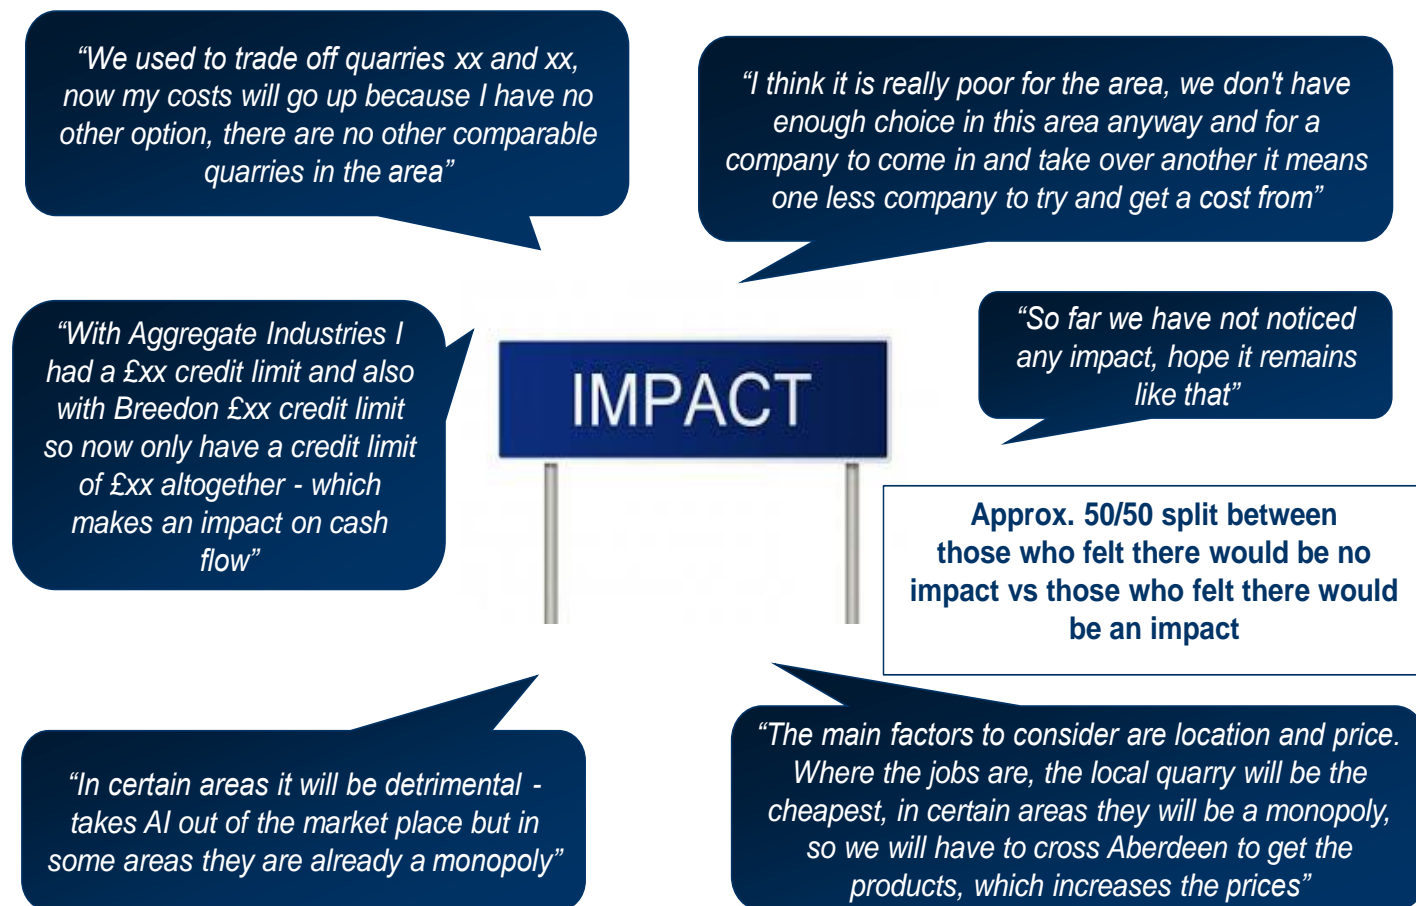 “We used to trade off quarries xx and xx,
now my costs will go up because I have no
other option, there are no other comparable
quarries in the area”
“I think it is really poor for the area, we don't have
enough choice in this area anyway and for a
company to come in and take over another it means
one less company to try and get a cost from”
“With Aggregate Industries I
had a £xx credit limit and also
with Breedon £xx credit limit
so now only have a credit limit
of £xx altogether - which
makes an impact on cash
flow”
IMPACT
“So far we have not noticed
any impact, hope it remains
like that”
Approx. 50/50 split between
those who felt there would be no
impact vs those who felt there would
be an impact
“In certain areas it will be detrimental -
takes AI out of the market place but in
some areas they are already a monopoly”
“The main factors to consider are location and price.
Where the jobs are, the local quarry will be the
cheapest, in certain areas they will be a monopoly,
so we will have to cross Aberdeen to get the
products, which increases the prices”